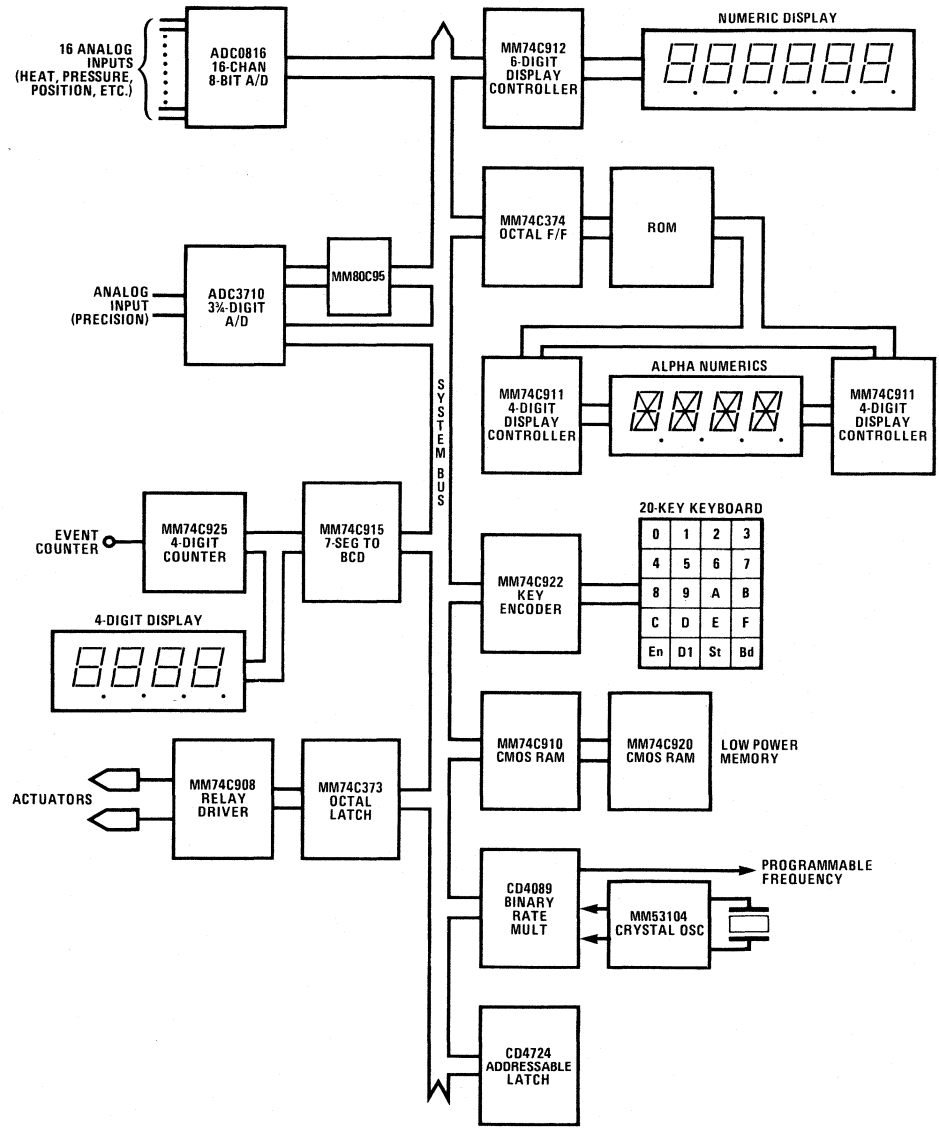 16 ANALOG
INPUTS
(HEAT, PRESSURE,
POSITION, ETC.)
ADC0816
16-CHAN
8-BIT A/D
MM74C912
6-DIGIT
DISPLAY
CONTROLLER
NUMERIC DISPLAY
MM74C374
OCTAL F/F
ROM
ANALOG
INPUT
(PRECISION)
ADC3710
3¾-DIGIT
A/D
MM80C95
SYSTEM BUS
MM74C911
4-DIGIT
DISPLAY
CONTROLLER
ALPHA NUMERICS
MM74C911
4-DIGIT
DISPLAY
CONTROLLER
EVENT
COUNTER
MM74C925
4-DIGIT
COUNTER
MM74C915
7-SEG TO
BCD
4-DIGIT DISPLAY
MM74C922
KEY
ENCODER
20-KEY KEYBOARD
0 1 2 3
4 5 6 7
8 9 A B
C D E F
En D1 St Bd
MM74C910
CMOS RAM
MM74C920
CMOS RAM
LOW POWER
MEMORY
ACTUATORS
MM74C908
RELAY
DRIVER
MM74C373
OCTAL
LATCH
CD4089
BINARY
RATE
MULT
PROGRAMMABLE
FREQUENCY
MM53104
CRYSTAL OSC
CD4724
ADDRESSABLE
LATCH